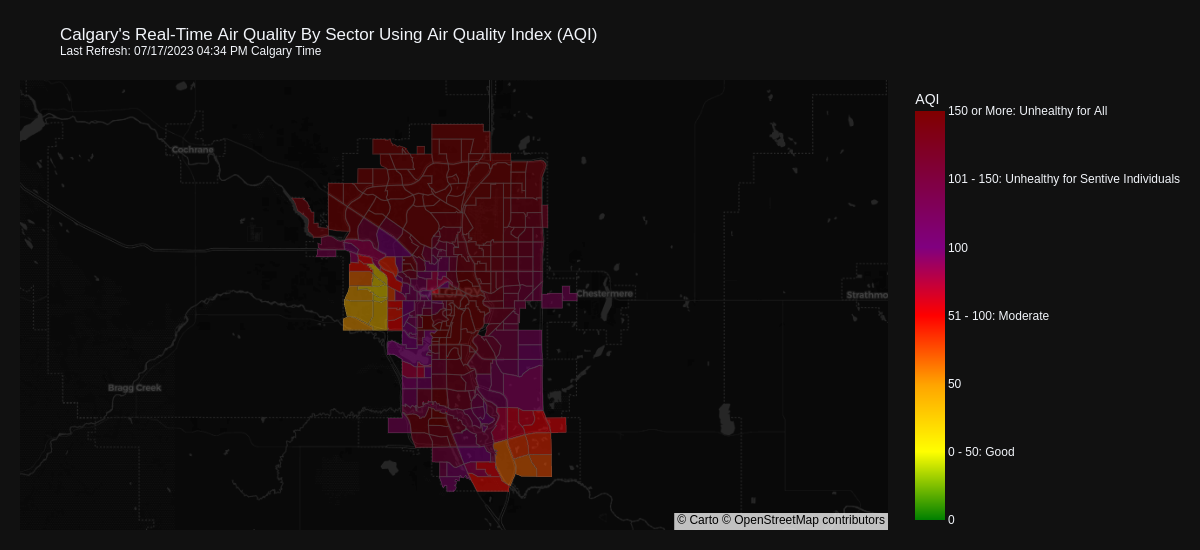 Calgary's Real-Time Air Quality By Sector Using Air Quality Index (AQI)
Last Refresh: 07/17/2023 04:34 PM Calgary Time
AQI
150 or More: Unhealthy for All
Cochrane
101 - 150: Unhealthy for Sentive Individuals
100
CALGARY
Chestermere
Strathmo
51 - 100: Moderate
Bragg Creek
50
0 - 50: Good
© Carto © OpenStreetMap contributors
0